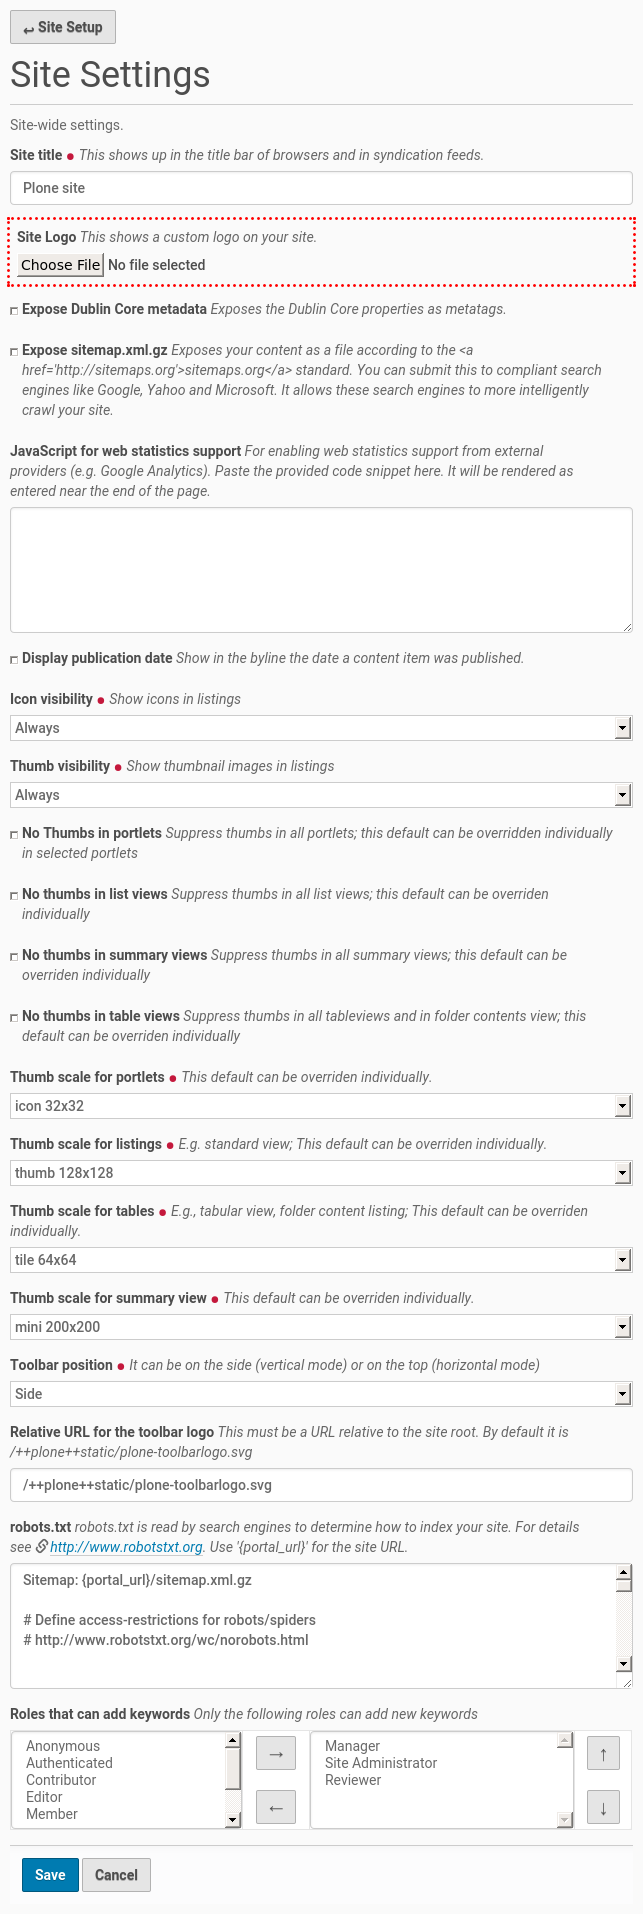 ↩ Site Setup
Site Settings
Site-wide settings.
Site title ● This shows up in the title bar of browsers and in syndication feeds.
Plone site
Site Logo This shows a custom logo on your site.
Choose File No file selected
Expose Dublin Core metadata Exposes the Dublin Core properties as metatags.
Expose sitemap.xml.gz Exposes your content as a file according to the <a
href='http://sitemaps.org'>sitemaps.org</a> standard. You can submit this to compliant search
engines like Google, Yahoo and Microsoft. It allows these search engines to more intelligently
crawl your site.
JavaScript for web statistics support For enabling web statistics support from external
providers (e.g. Google Analytics). Paste the provided code snippet here. It will be rendered as
entered near the end of the page.
Display publication date Show in the byline the date a content item was published.
Icon visibility ● Show icons in listings
Always
Thumb visibility ● Show thumbnail images in listings
Always
No Thumbs in portlets Suppress thumbs in all portlets; this default can be overridden individually
in selected portlets
No thumbs in list views Suppress thumbs in all list views; this default can be overriden
individually
No thumbs in summary views Suppress thumbs in all summary views; this default can be
overriden individually
No thumbs in table views Suppress thumbs in all tableviews and in folder contents view; this
default can be overriden individually
Thumb scale for portlets ● This default can be overriden individually.
icon 32x32
Thumb scale for listings ● E.g. standard view; This default can be overriden individually.
thumb 128x128
Thumb scale for tables ● E.g., tabular view, folder content listing; This default can be overriden
individually.
tile 64x64
Thumb scale for summary view ● This default can be overriden individually.
mini 200x200
Toolbar position ● It can be on the side (vertical mode) or on the top (horizontal mode)
Side
Relative URL for the toolbar logo This must be a URL relative to the site root. By default it is
/++plone++static/plone-toolbarlogo.svg
/++plone++static/plone-toolbarlogo.svg
robots.txt robots.txt is read by search engines to determine how to index your site. For details
see http://www.robotstxt.org. Use '{portal_url}' for the site URL.
Sitemap: {portal_url}/sitemap.xml.gz
# Define access-restrictions for robots/spiders
# http://www.robotstxt.org/wc/norobots.html
Roles that can add keywords Only the following roles can add new keywords
Anonymous
Authenticated
Contributor
Editor
Member
→
←
Manager
Site Administrator
Reviewer
↑
↓
Save Cancel